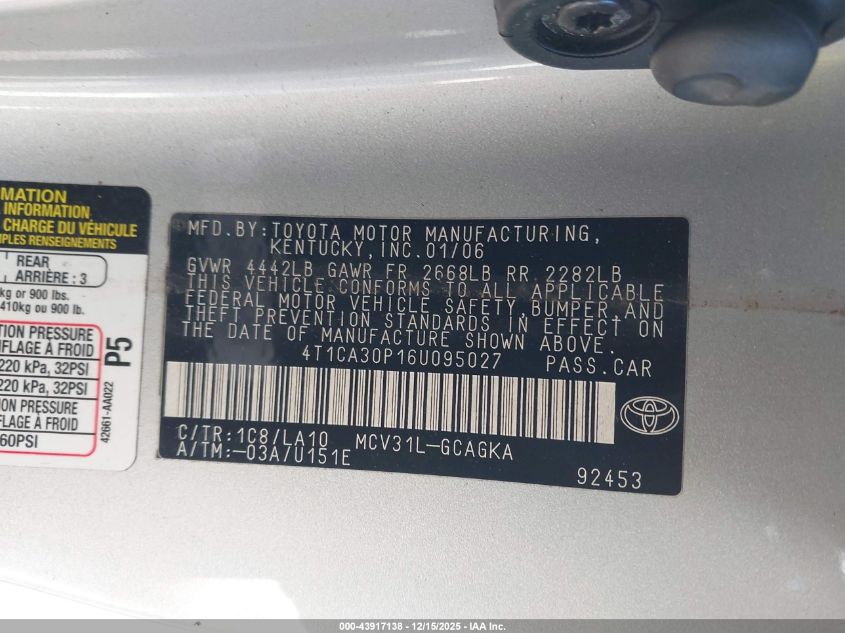 MATION
INFORMATION
CHARGE DU VÉHICULE
PLES RENSEIGNEMENTS
REAR
ARRIÈRE : 3
kg or 900 lbs.
410kg ou 900 lb.
TION PRESSURE
FLAGE À FROID
220 kPa, 32PSI
220 kPa, 32PSI
TION PRESSURE
FLAGE À FROID
60PSI
P5
42661-AA022
MFD.BY:TOYOTA MOTOR MANUFACTURING,
KENTUCKY,INC.01/06
GVWR 4442LB GAWR FR 2668LB RR 2282LB
THIS VEHICLE CONFORMS TO ALL APPLICABLE
FEDERAL MOTOR VEHICLE SAFETY,BUMPER,AND
THEFT PREVENTION STANDARDS IN EFFECT ON
THE DATE OF MANUFACTURE SHOWN ABOVE.
4T1CA30P16U095027 PASS.CAR
C/TR:1C8/LA10 MCV31L-GCAGKA
A/TM:-03A/U151E
TOYOTA
92453
000-43917138 - 12/15/2025 - IAA Inc.